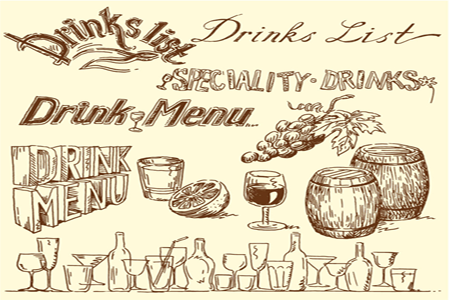 Drinks list
Drinks List
SPECIALITY·DRINKS
Drink Menu
DRINK
MENU